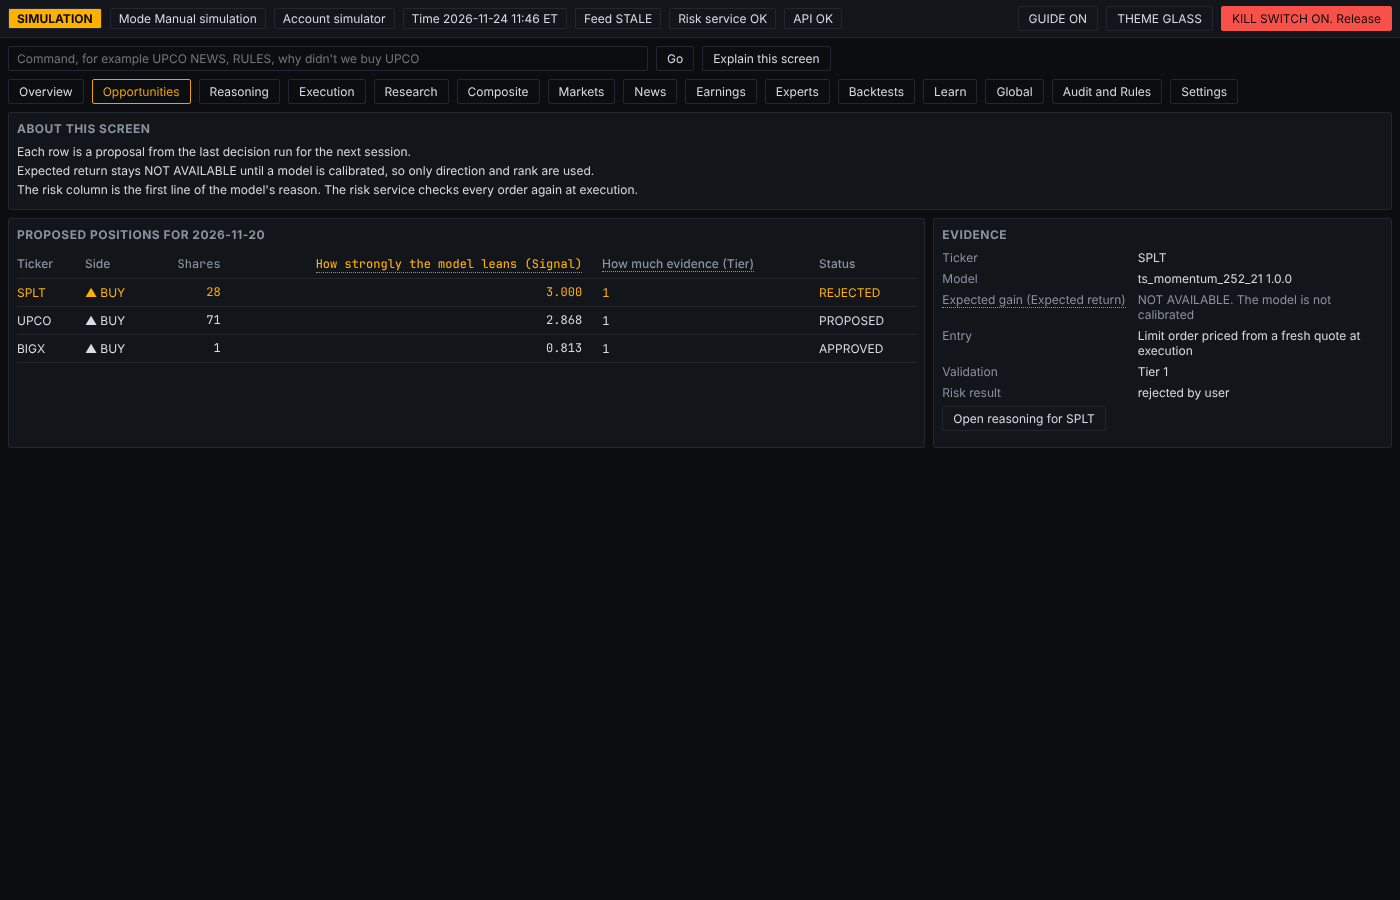 SIMULATION Mode Manual simulation Account simulator Time 2026-11-24 11:46 ET Feed STALE Risk service OK API OK GUIDE ON THEME GLASS KILL SWITCH ON. Release
Command, for example UPCO NEWS, RULES, why didn't we buy UPCO Go Explain this screen
Overview Opportunities Reasoning Execution Research Composite Markets News Earnings Experts Backtests Learn Global Audit and Rules Settings
ABOUT THIS SCREEN
Each row is a proposal from the last decision run for the next session.
Expected return stays NOT AVAILABLE until a model is calibrated, so only direction and rank are used.
The risk column is the first line of the model's reason. The risk service checks every order again at execution.
PROPOSED POSITIONS FOR 2026-11-20
Ticker Side Shares How strongly the model leans (Signal) How much evidence (Tier) Status
SPLT ▲ BUY 28 3.000 1 REJECTED
UPCO ▲ BUY 71 2.868 1 PROPOSED
BIGX ▲ BUY 1 0.813 1 APPROVED
EVIDENCE
Ticker SPLT
Model ts_momentum_252_21 1.0.0
Expected gain (Expected return) NOT AVAILABLE. The model is not
calibrated
Entry Limit order priced from a fresh quote at
execution
Validation Tier 1
Risk result rejected by user
Open reasoning for SPLT